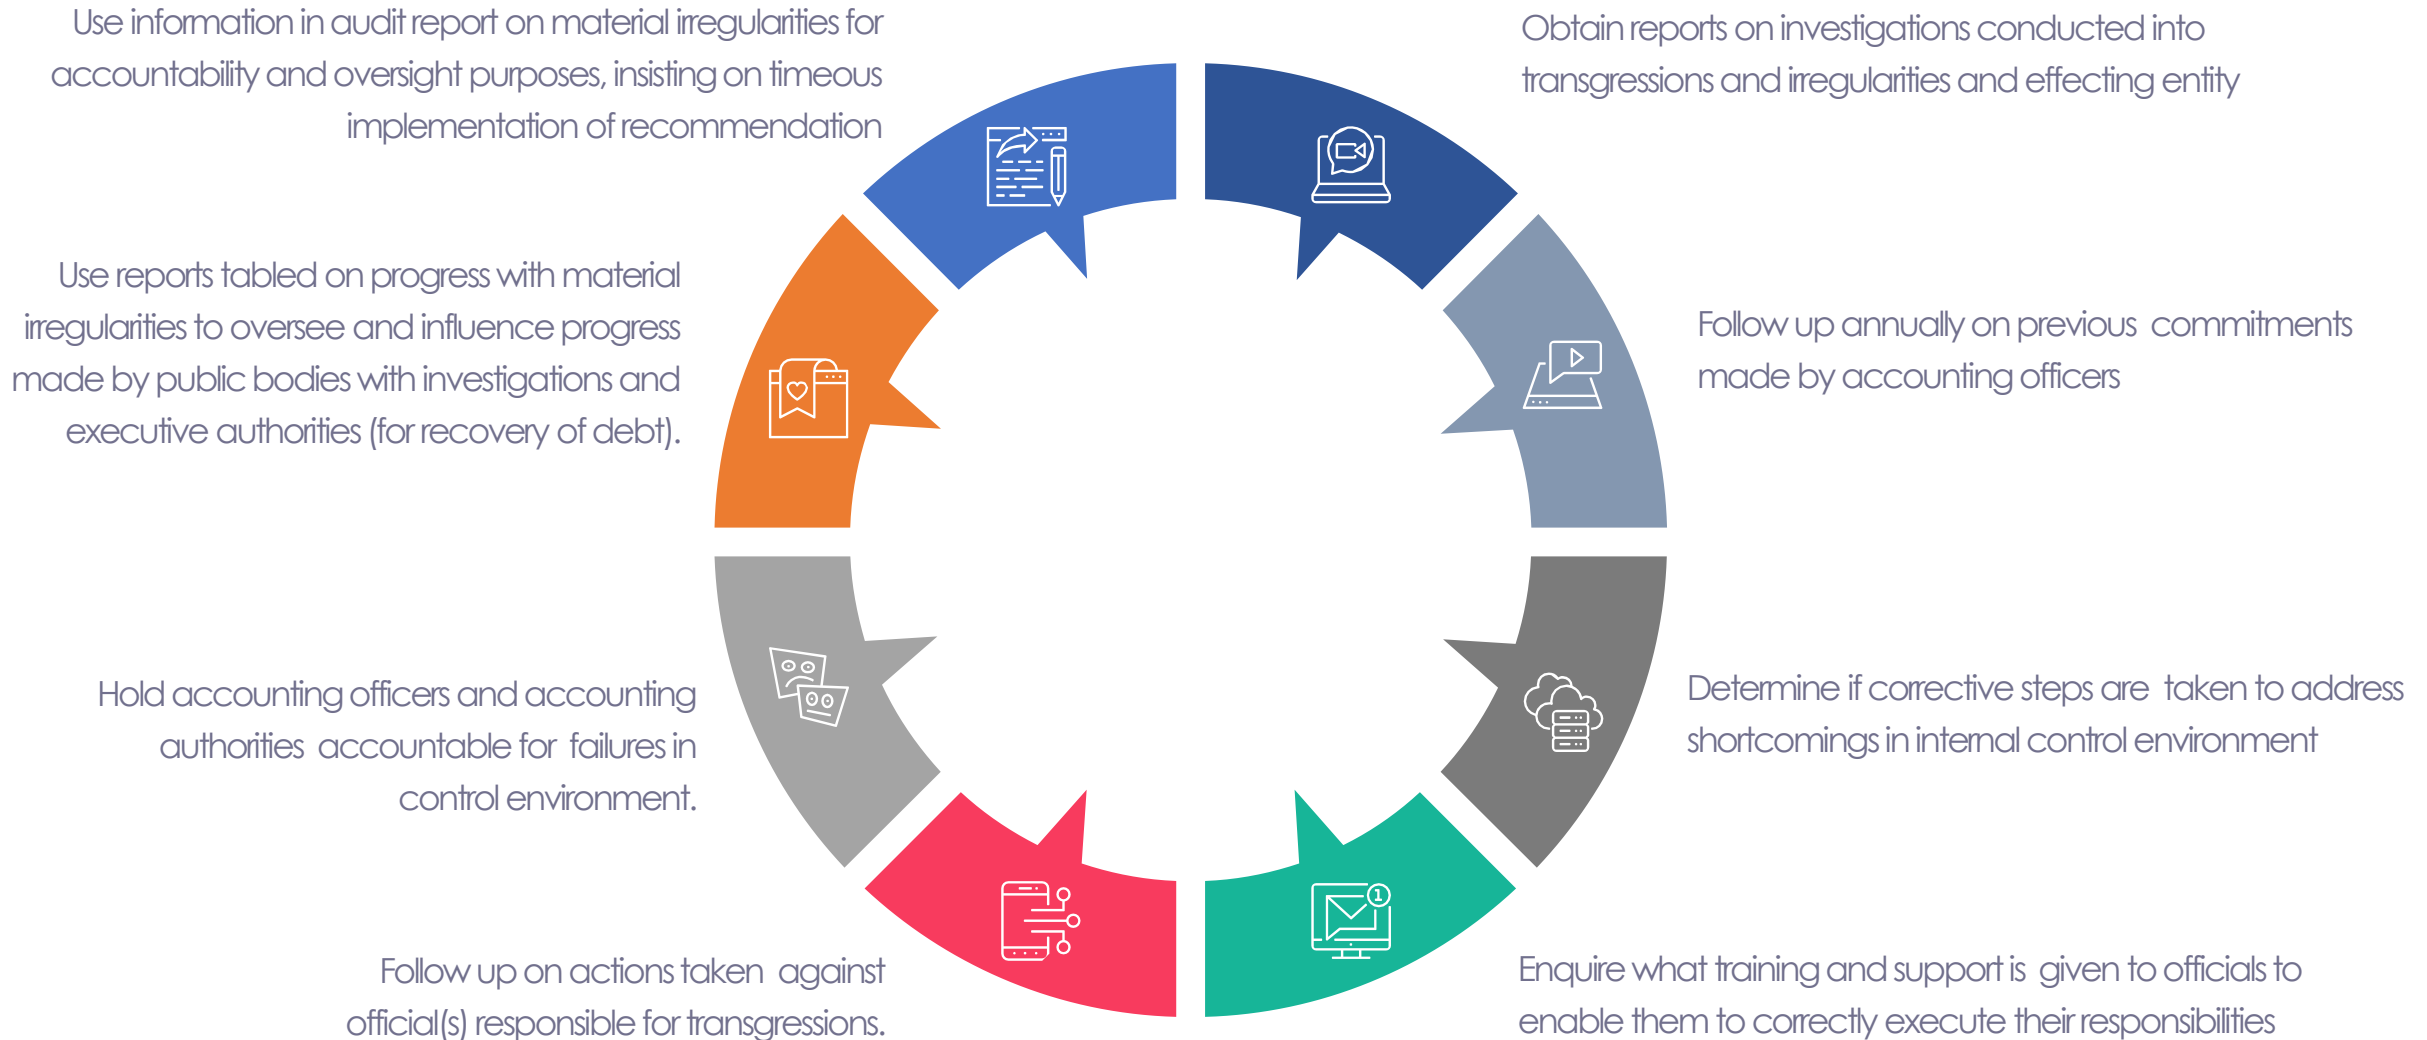 Use information in audit report on material irregularities for
accountability and oversight purposes, insisting on timeous
implementation of recommendation
Obtain reports on investigations conducted into
transgressions and irregularities and effecting entity
Use reports tabled on progress with material
irregularities to oversee and influence progress
made by public bodies with investigations and
executive authorities (for recovery of debt).
Follow up annually on previous commitments
made by accounting officers
Hold accounting officers and accounting
authorities accountable for failures in
control environment.
Determine if corrective steps are taken to address
shortcomings in internal control environment
1
Follow up on actions taken against
official(s) responsible for transgressions.
Enquire what training and support is given to officials to
enable them to correctly execute their responsibilities